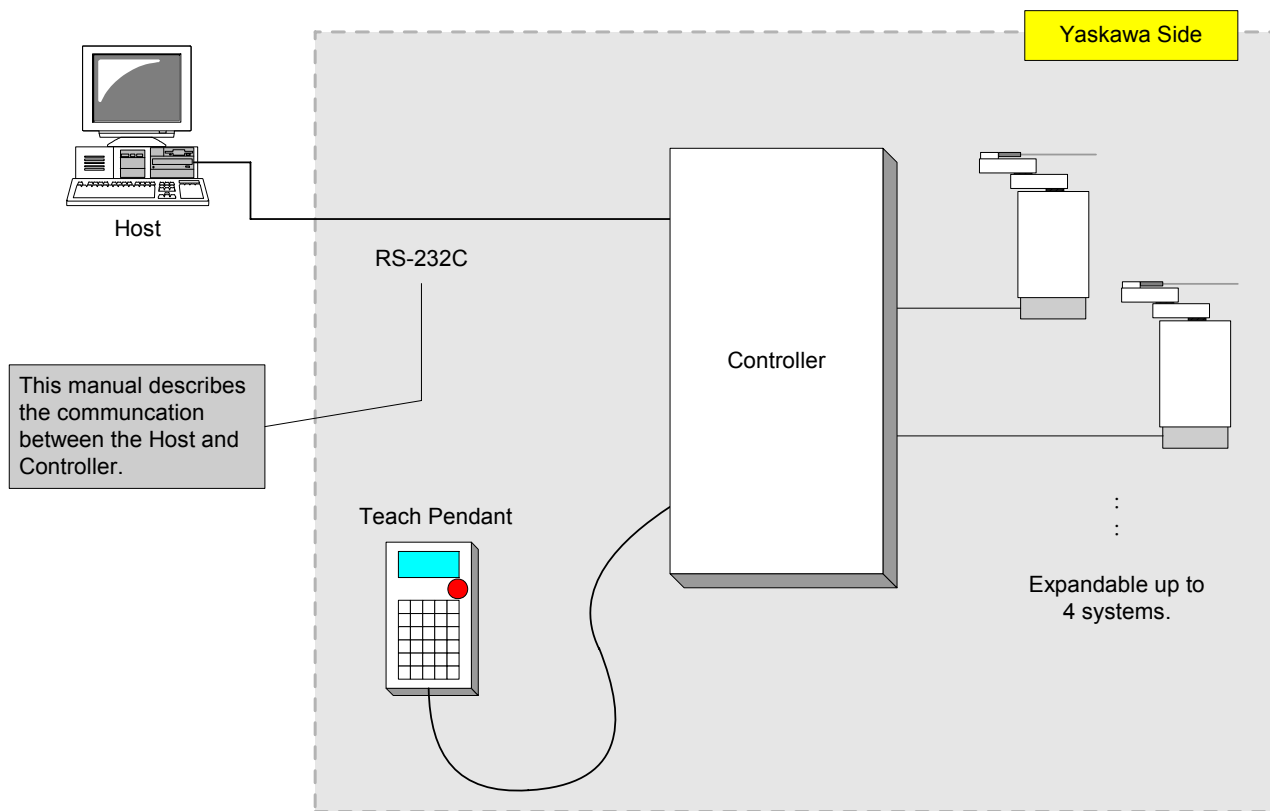 Yaskawa Side
Host
RS-232C
Controller
This manual describes
the communcation
between the Host and
Controller.
Teach Pendant
:
:
Expandable up to
4 systems.